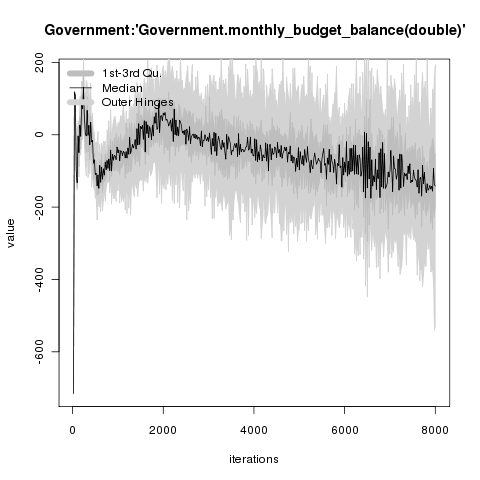 Government:'Government.monthly_budget_balance(double)'
200
0
-200
-400
-600
value
1st-3rd Qu.
Median
Outer Hinges
0
2000
4000
6000
8000
iterations